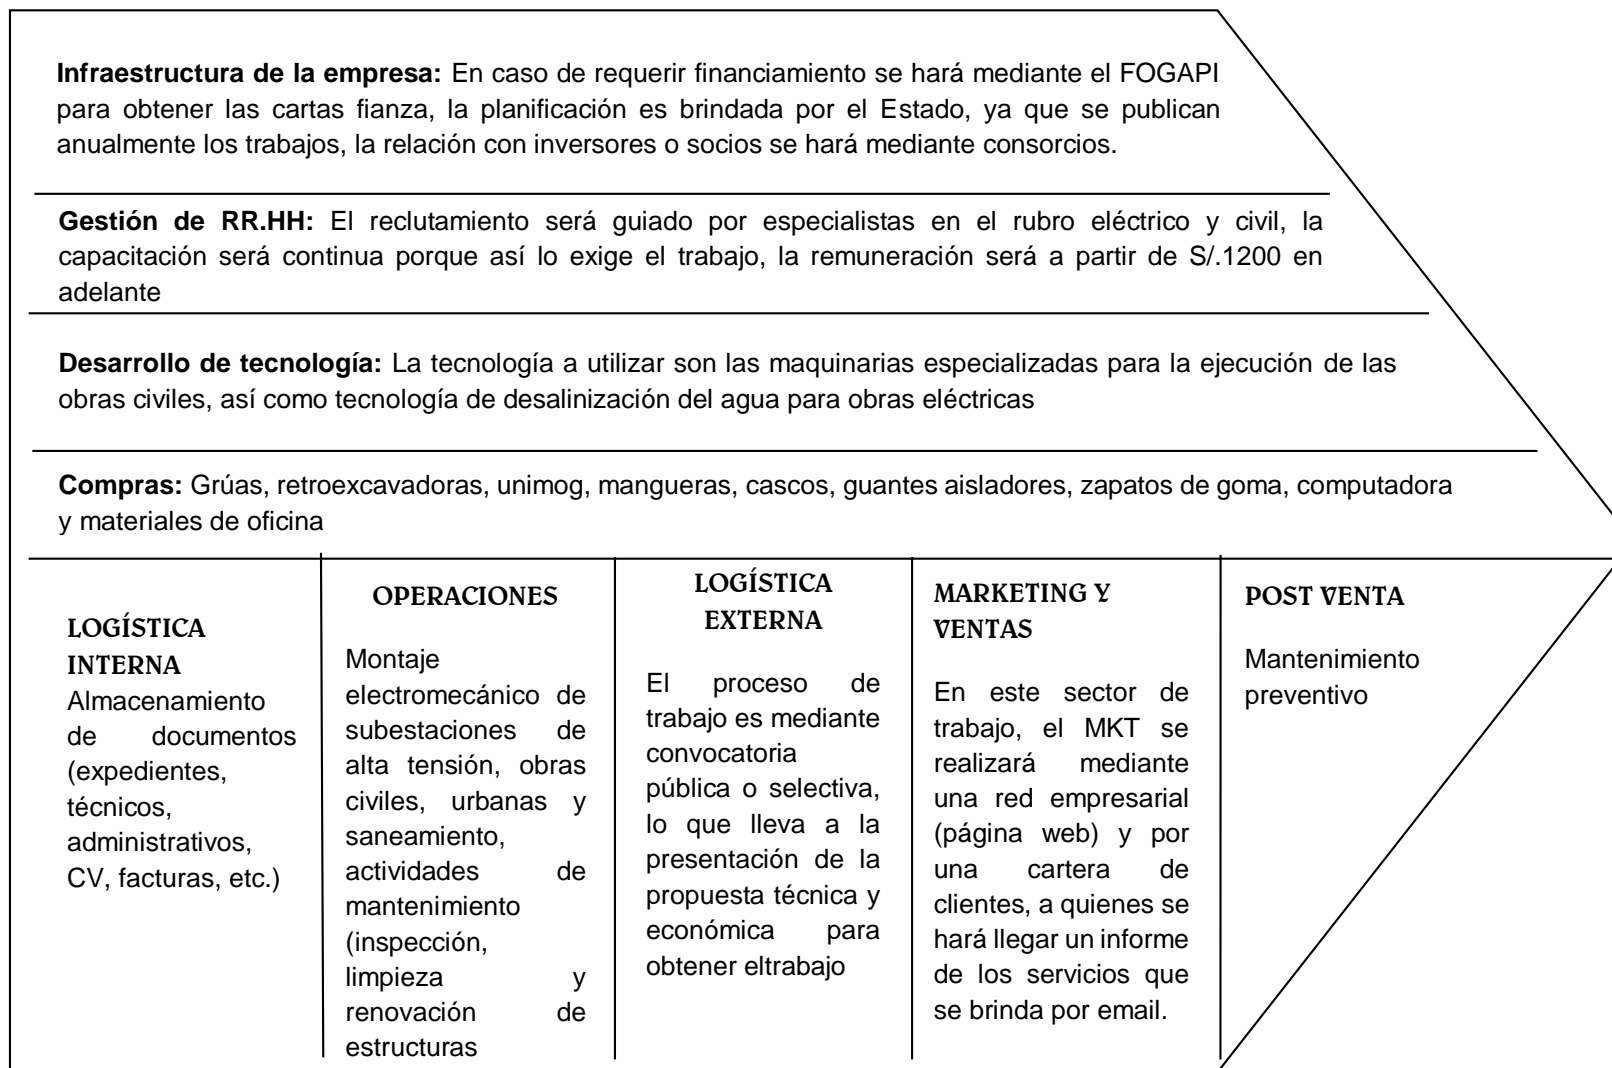 Infraestructura de la empresa: En caso de requerir financiamiento se hará mediante el FOGAPI
para obtener las cartas fianza, la planificación es brindada por el Estado, ya que se publican
anualmente los trabajos, la relación con inversores o socios se hará mediante consorcios.
Gestión de RR.HH: El reclutamiento será guiado por especialistas en el rubro eléctrico y civil, la
capacitación será continua porque así lo exige el trabajo, la remuneración será a partir de S/.1200 en
adelante
Desarrollo de tecnología: La tecnología a utilizar son las maquinarias especializadas para la ejecución de las
obras civiles, así como tecnología de desalinización del agua para obras eléctricas
Compras: Grúas, retroexcavadoras, unimog, mangueras, cascos, guantes aisladores, zapatos de goma, computadora
y materiales de oficina
LOGÍSTICA
INTERNA
Almacenamiento
de documentos
(expedientes,
técnicos,
administrativos,
CV, facturas, etc.)
OPERACIONES
Montaje
electromecánico de
subestaciones de
alta tensión, obras
civiles, urbanas y
saneamiento,
actividades de
mantenimiento
(inspección,
limpieza y
renovación de
estructuras
LOGÍSTICA
EXTERNA
El proceso de
trabajo es mediante
convocatoria
pública o selectiva,
lo que lleva a la
presentación de la
propuesta técnica y
económica para
obtener eltrabajo
MARKETING Y
VENTAS
En este sector de
trabajo, el MKT se
realizará mediante
una red empresarial
(página web) y por
una cartera de
clientes, a quienes se
hará llegar un informe
de los servicios que
se brinda por email.
POST VENTA
Mantenimiento
preventivo